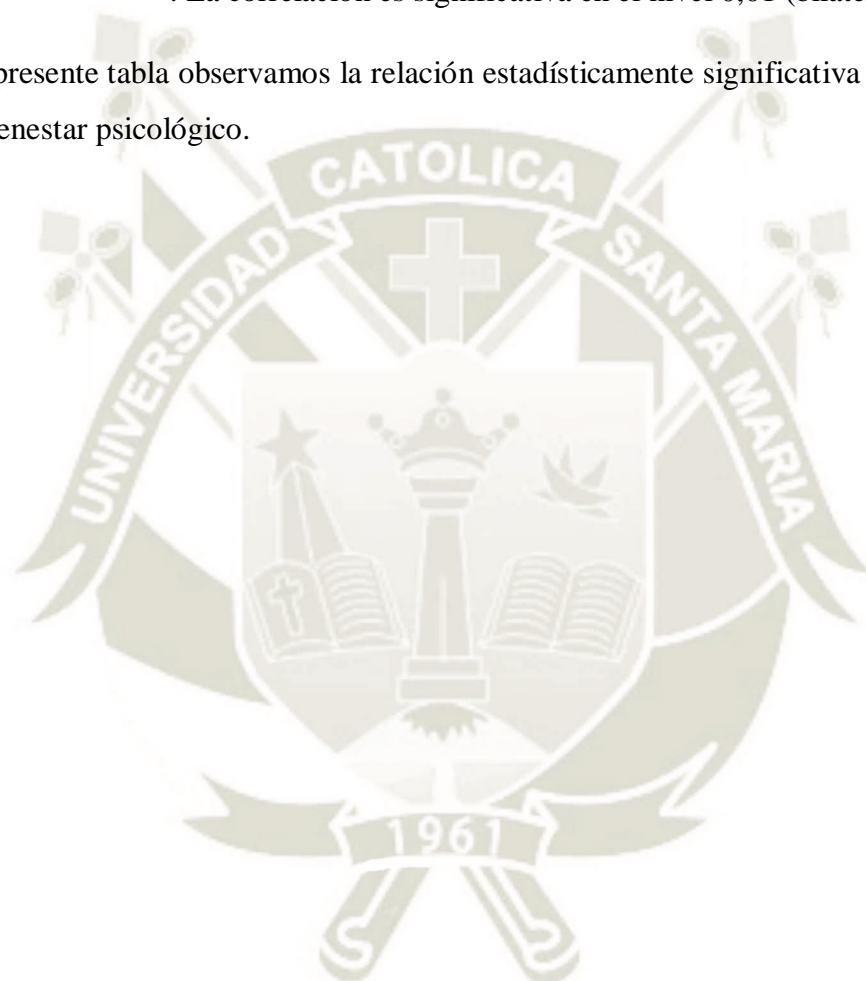 . La correlación es significativa en el nivel 0,01
presente tabla observamos la relación estadísticamente significativa
enestar psicológico.
UNIVERSIDAD CATOLICA SANTA MARIA
1961